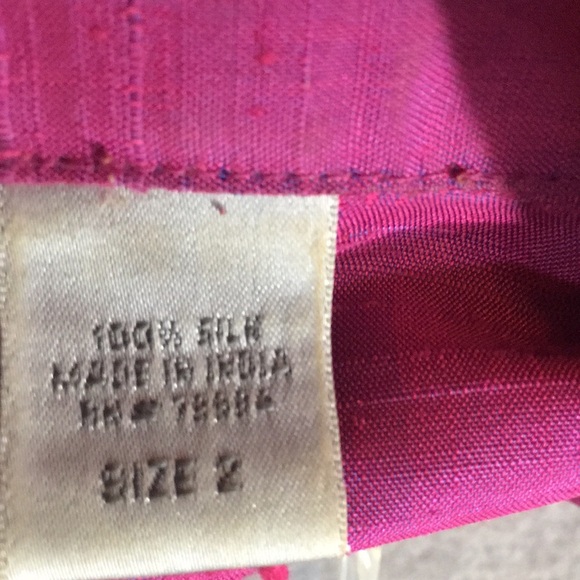 100% SILK
MADE IN INDIA
RN#
SIZE 2